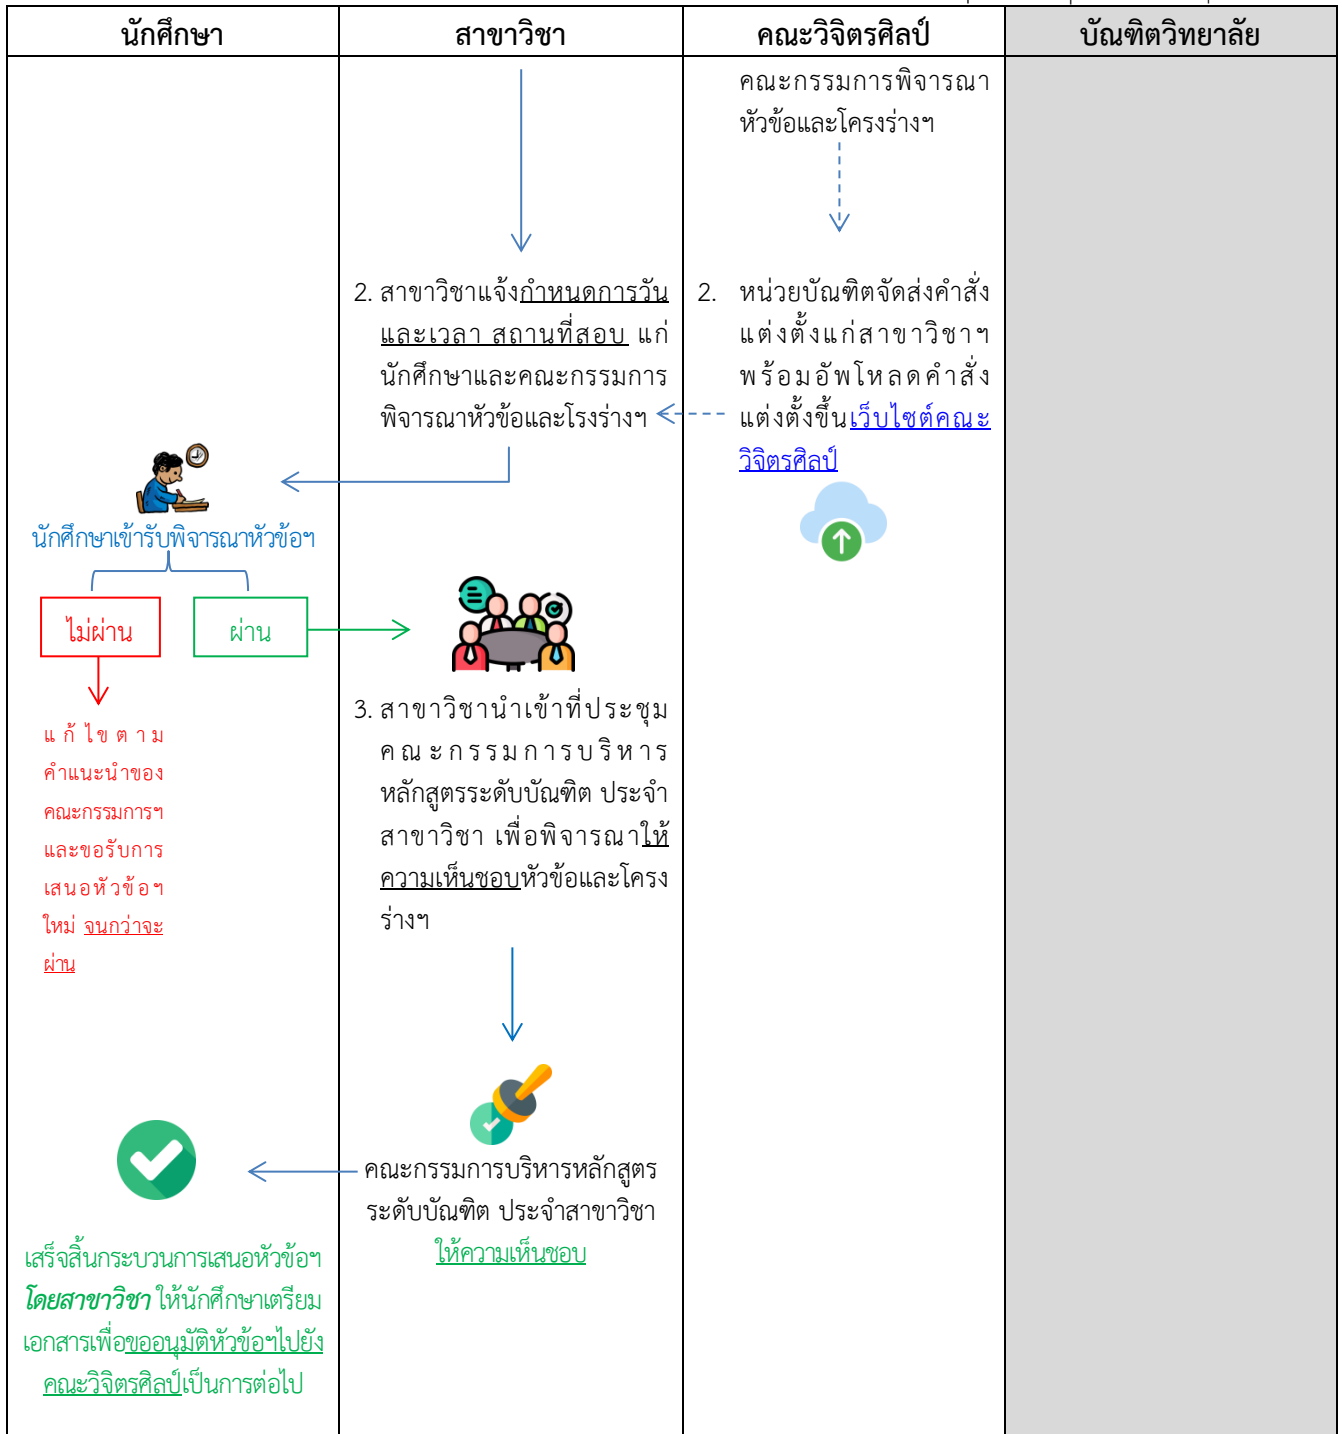 นักศึกษา
สาขาวิชา
คณะวิจิตรศิลป์
บัณฑิตวิทยาลัย
คณะกรรมการพิจารณา
หัวข้อและโครงร่างฯ
2. สาขาวิชาแจ้งกำหนดการวัน
และเวลา สถานที่สอบ แก่
นักศึกษาและคณะกรรมการ
พิจารณาหัวข้อและโรงร่างฯ
2. หน่วยบัณฑิตจัดส่งคำสั่ง
แต่งตั้งแก่สาขาวิชาฯ
พร้อมอัพโหลดคำสั่ง
แต่งตั้งขึ้นเว็บไซต์คณะ
วิจิตรศิลป์
นักศึกษาเข้ารับพิจารณาหัวข้อฯ
ไม่ผ่าน
ผ่าน
แก้ไขตาม
คำแนะนำของ
คณะกรรมการฯ
และขอรับการ
เสนอหัวข้อฯ
ใหม่ จนกว่าจะ
ผ่าน
3. สาขาวิชานำเข้าที่ประชุม
คณะกรรมการบริหาร
หลักสูตรระดับบัณฑิต ประจำ
สาขาวิชา เพื่อพิจารณาให้
ความเห็นชอบหัวข้อและโครง
ร่างฯ
คณะกรรมการบริหารหลักสูตร
ระดับบัณฑิต ประจำสาขาวิชา
ให้ความเห็นชอบ
เสร็จสิ้นกระบวนการเสนอหัวข้อฯ
โดยสาขาวิชา ให้นักศึกษาเตรียม
เอกสารเพื่อขออนุมัติหัวข้อฯไปยัง
คณะวิจิตรศิลป์เป็นการต่อไป